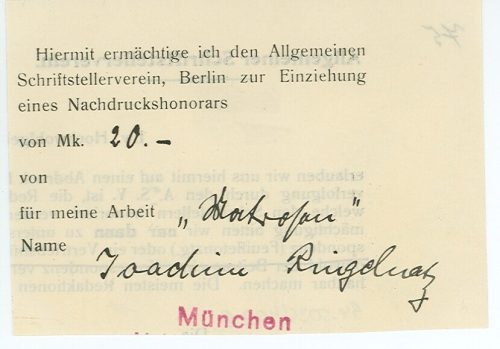 Hiermit ermächtige ich den Allgemeinen
Schriftstellerverein, Berlin zur Einziehung
eines Nachdruckshonorars
von Mk. 20.–
von
für meine Arbeit „Matrosen"
Name Joachim Ringelnatz
München